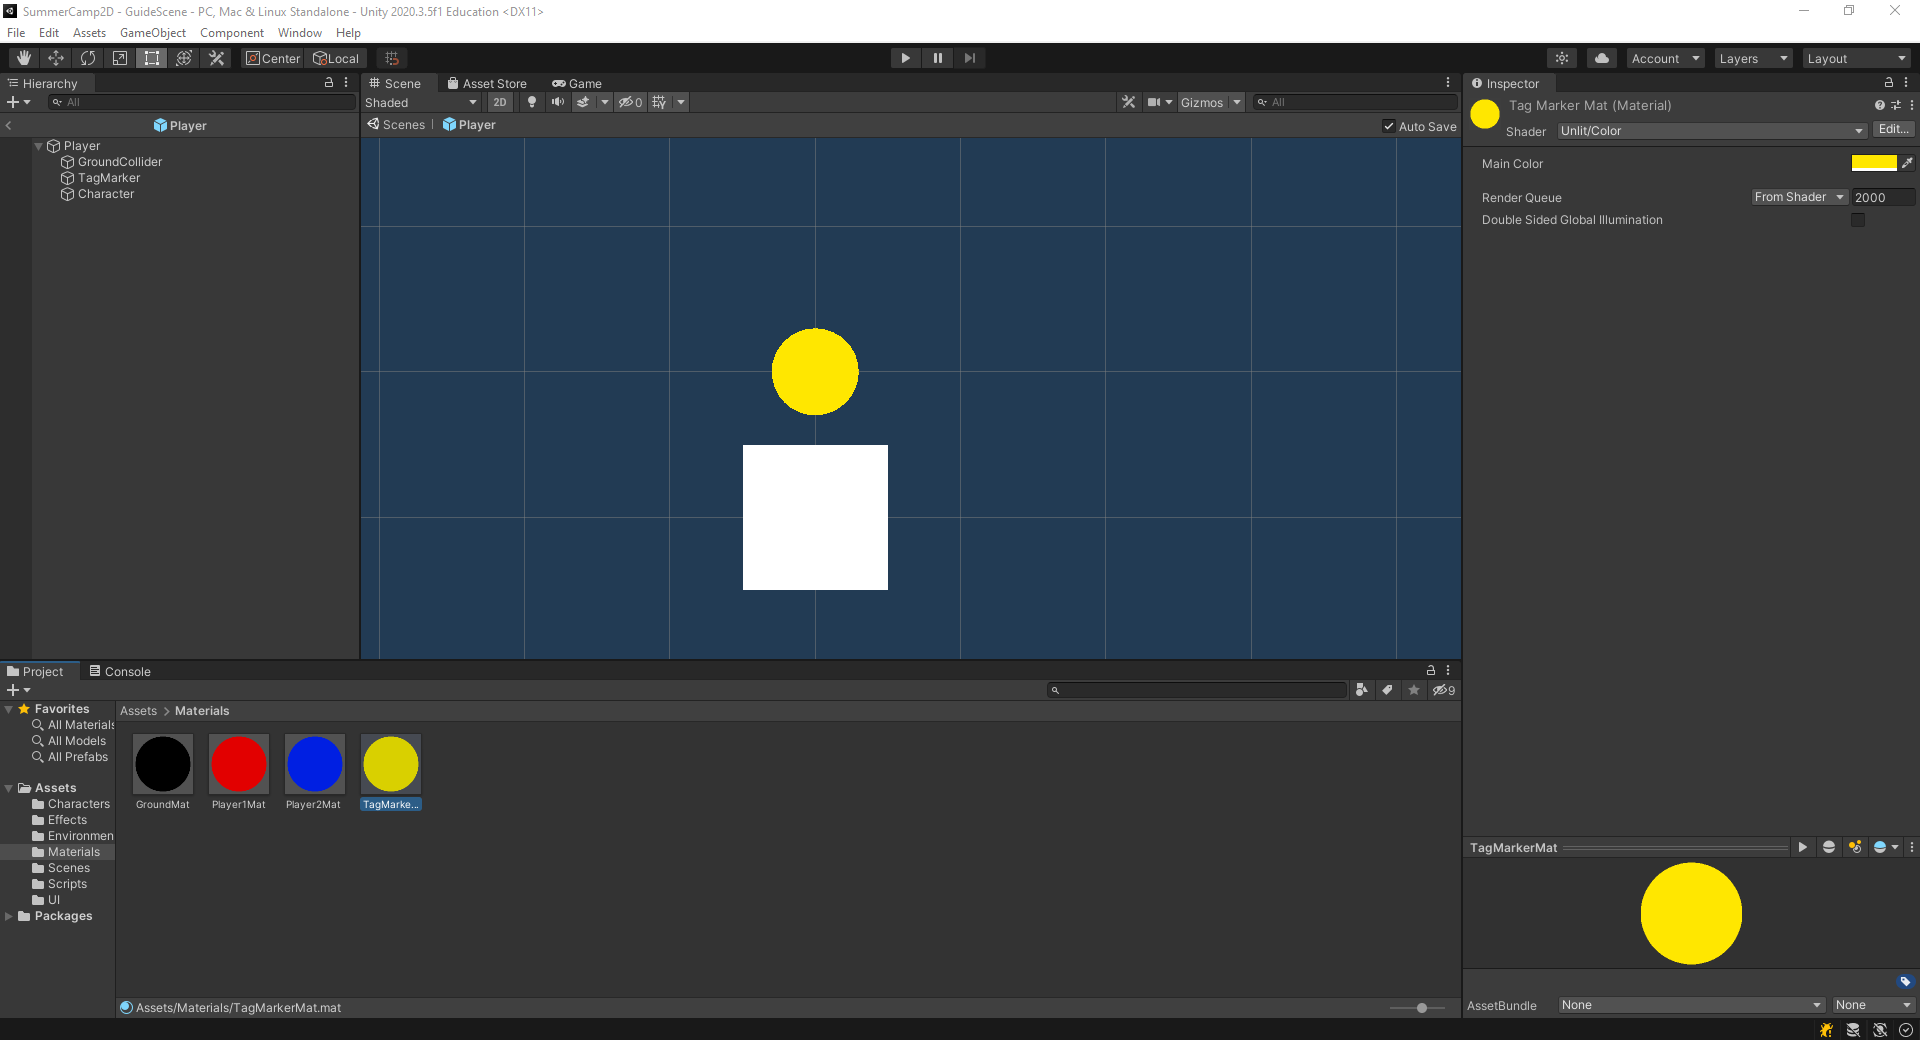 SummerCamp2D - GuideScene - PC, Mac & Linux Standalone - Unity 2020.3.5f1 Education <DX11>
File Edit Assets GameObject Component Window Help
Center Local
Account Layers Layout
Hierarchy
All
Player
Player
GroundCollider
TagMarker
Character
Scene Asset Store Game
Shaded 2D 0 Gizmos All
Scenes Player Auto Save
Inspector
Tag Marker Mat (Material)
Shader Unlit/Color Edit...
Main Color
Render Queue From Shader 2000
Double Sided Global Illumination
Project Console
9
Favorites
All Materials
All Models
All Prefabs
Assets
Characters
Effects
Environmen
Materials
Scenes
Scripts
UI
Packages
Assets > Materials
GroundMat Player1Mat Player2Mat TagMarke...
Assets/Materials/TagMarkerMat.mat
TagMarkerMat
AssetBundle None None